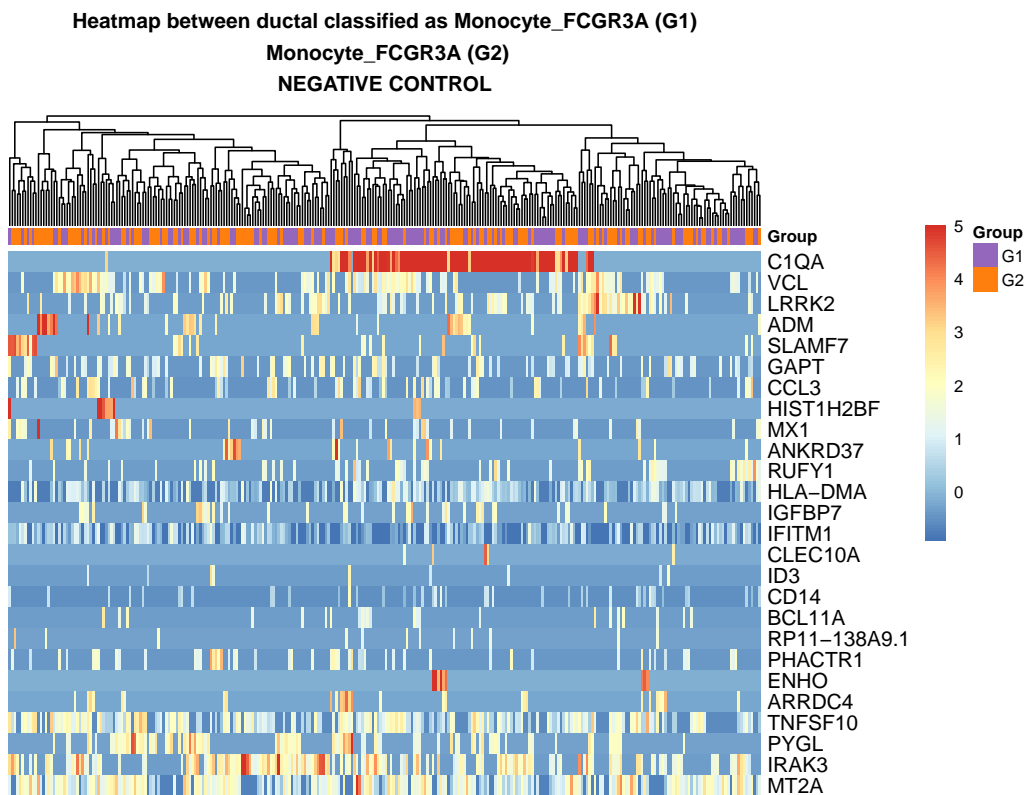 Heatmap between ductal classified as Monocyte_FCGR3A (G1)
Monocyte_FCGR3A (G2)
NEGATIVE CONTROL
Group
C1QA
VCL
LRRK2
ADM
SLAMF7
GAPT
CCL3
HIST1H2BF
MX1
ANKRD37
RUFY1
HLA−DMA
IGFBP7
IFITM1
CLEC10A
ID3
CD14
BCL11A
RP11−138A9.1
PHACTR1
ENHO
ARRDC4
TNFSF10
PYGL
IRAK3
MT2A
5
4
3
2
1
0
Group
G1
G2